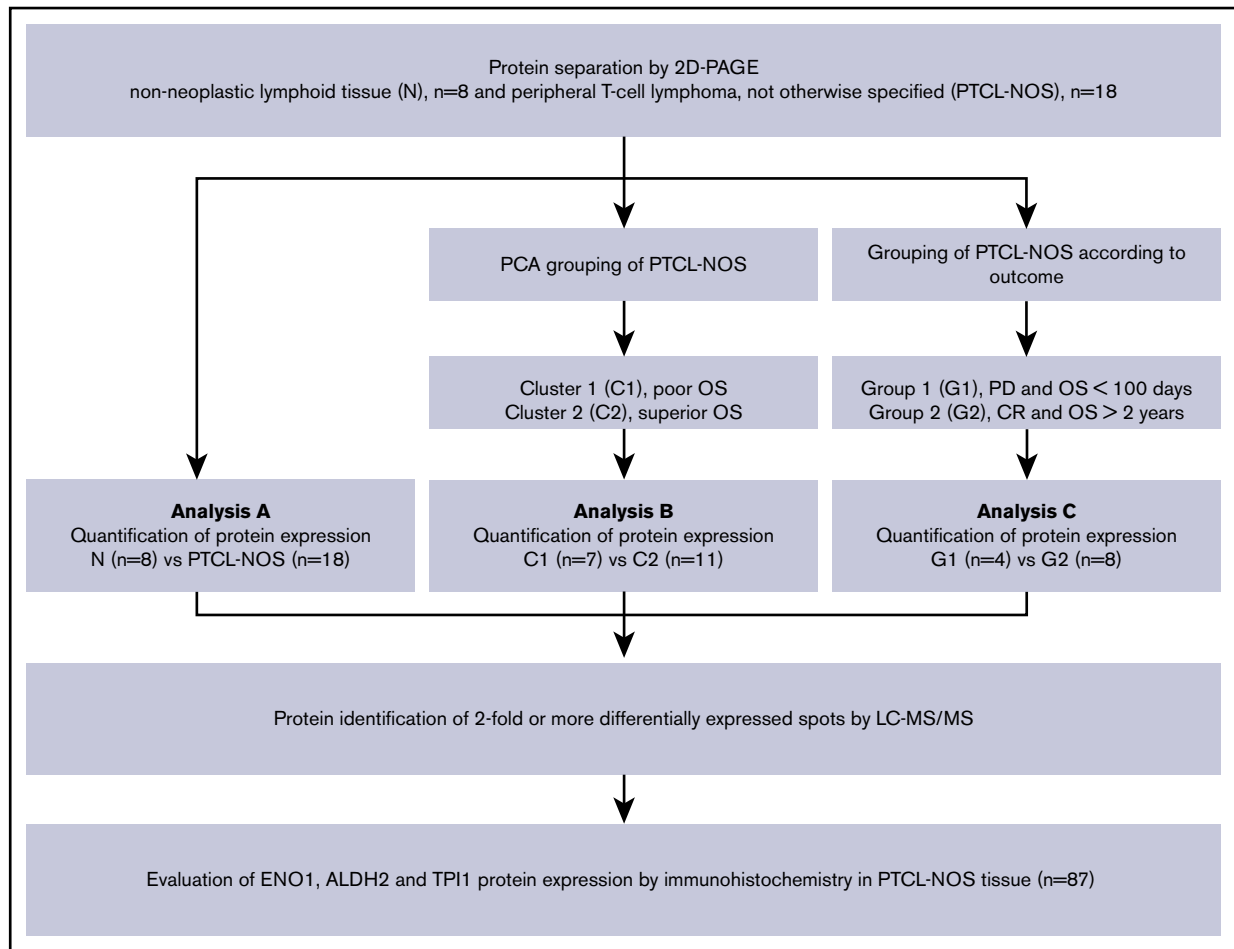 Protein separation by 2D-PAGE
non-neoplastic lymphoid tissue (N), n=8 and peripheral T-cell lymphoma, not otherwise specified (PTCL-NOS), n=18
PCA grouping of PTCL-NOS
Grouping of PTCL-NOS according to
outcome
Cluster 1 (C1), poor OS
Cluster 2 (C2), superior OS
Group 1 (G1), PD and OS < 100 days
Group 2 (G2), CR and OS > 2 years
Analysis A
Quantification of protein expression
N (n=8) vs PTCL-NOS (n=18)
Analysis B
Quantification of protein expression
C1 (n=7) vs C2 (n=11)
Analysis C
Quantification of protein expression
G1 (n=4) vs G2 (n=8)
Protein identification of 2-fold or more differentially expressed spots by LC-MS/MS
Evaluation of ENO1, ALDH2 and TPI1 protein expression by immunohistochemistry in PTCL-NOS tissue (n=87)